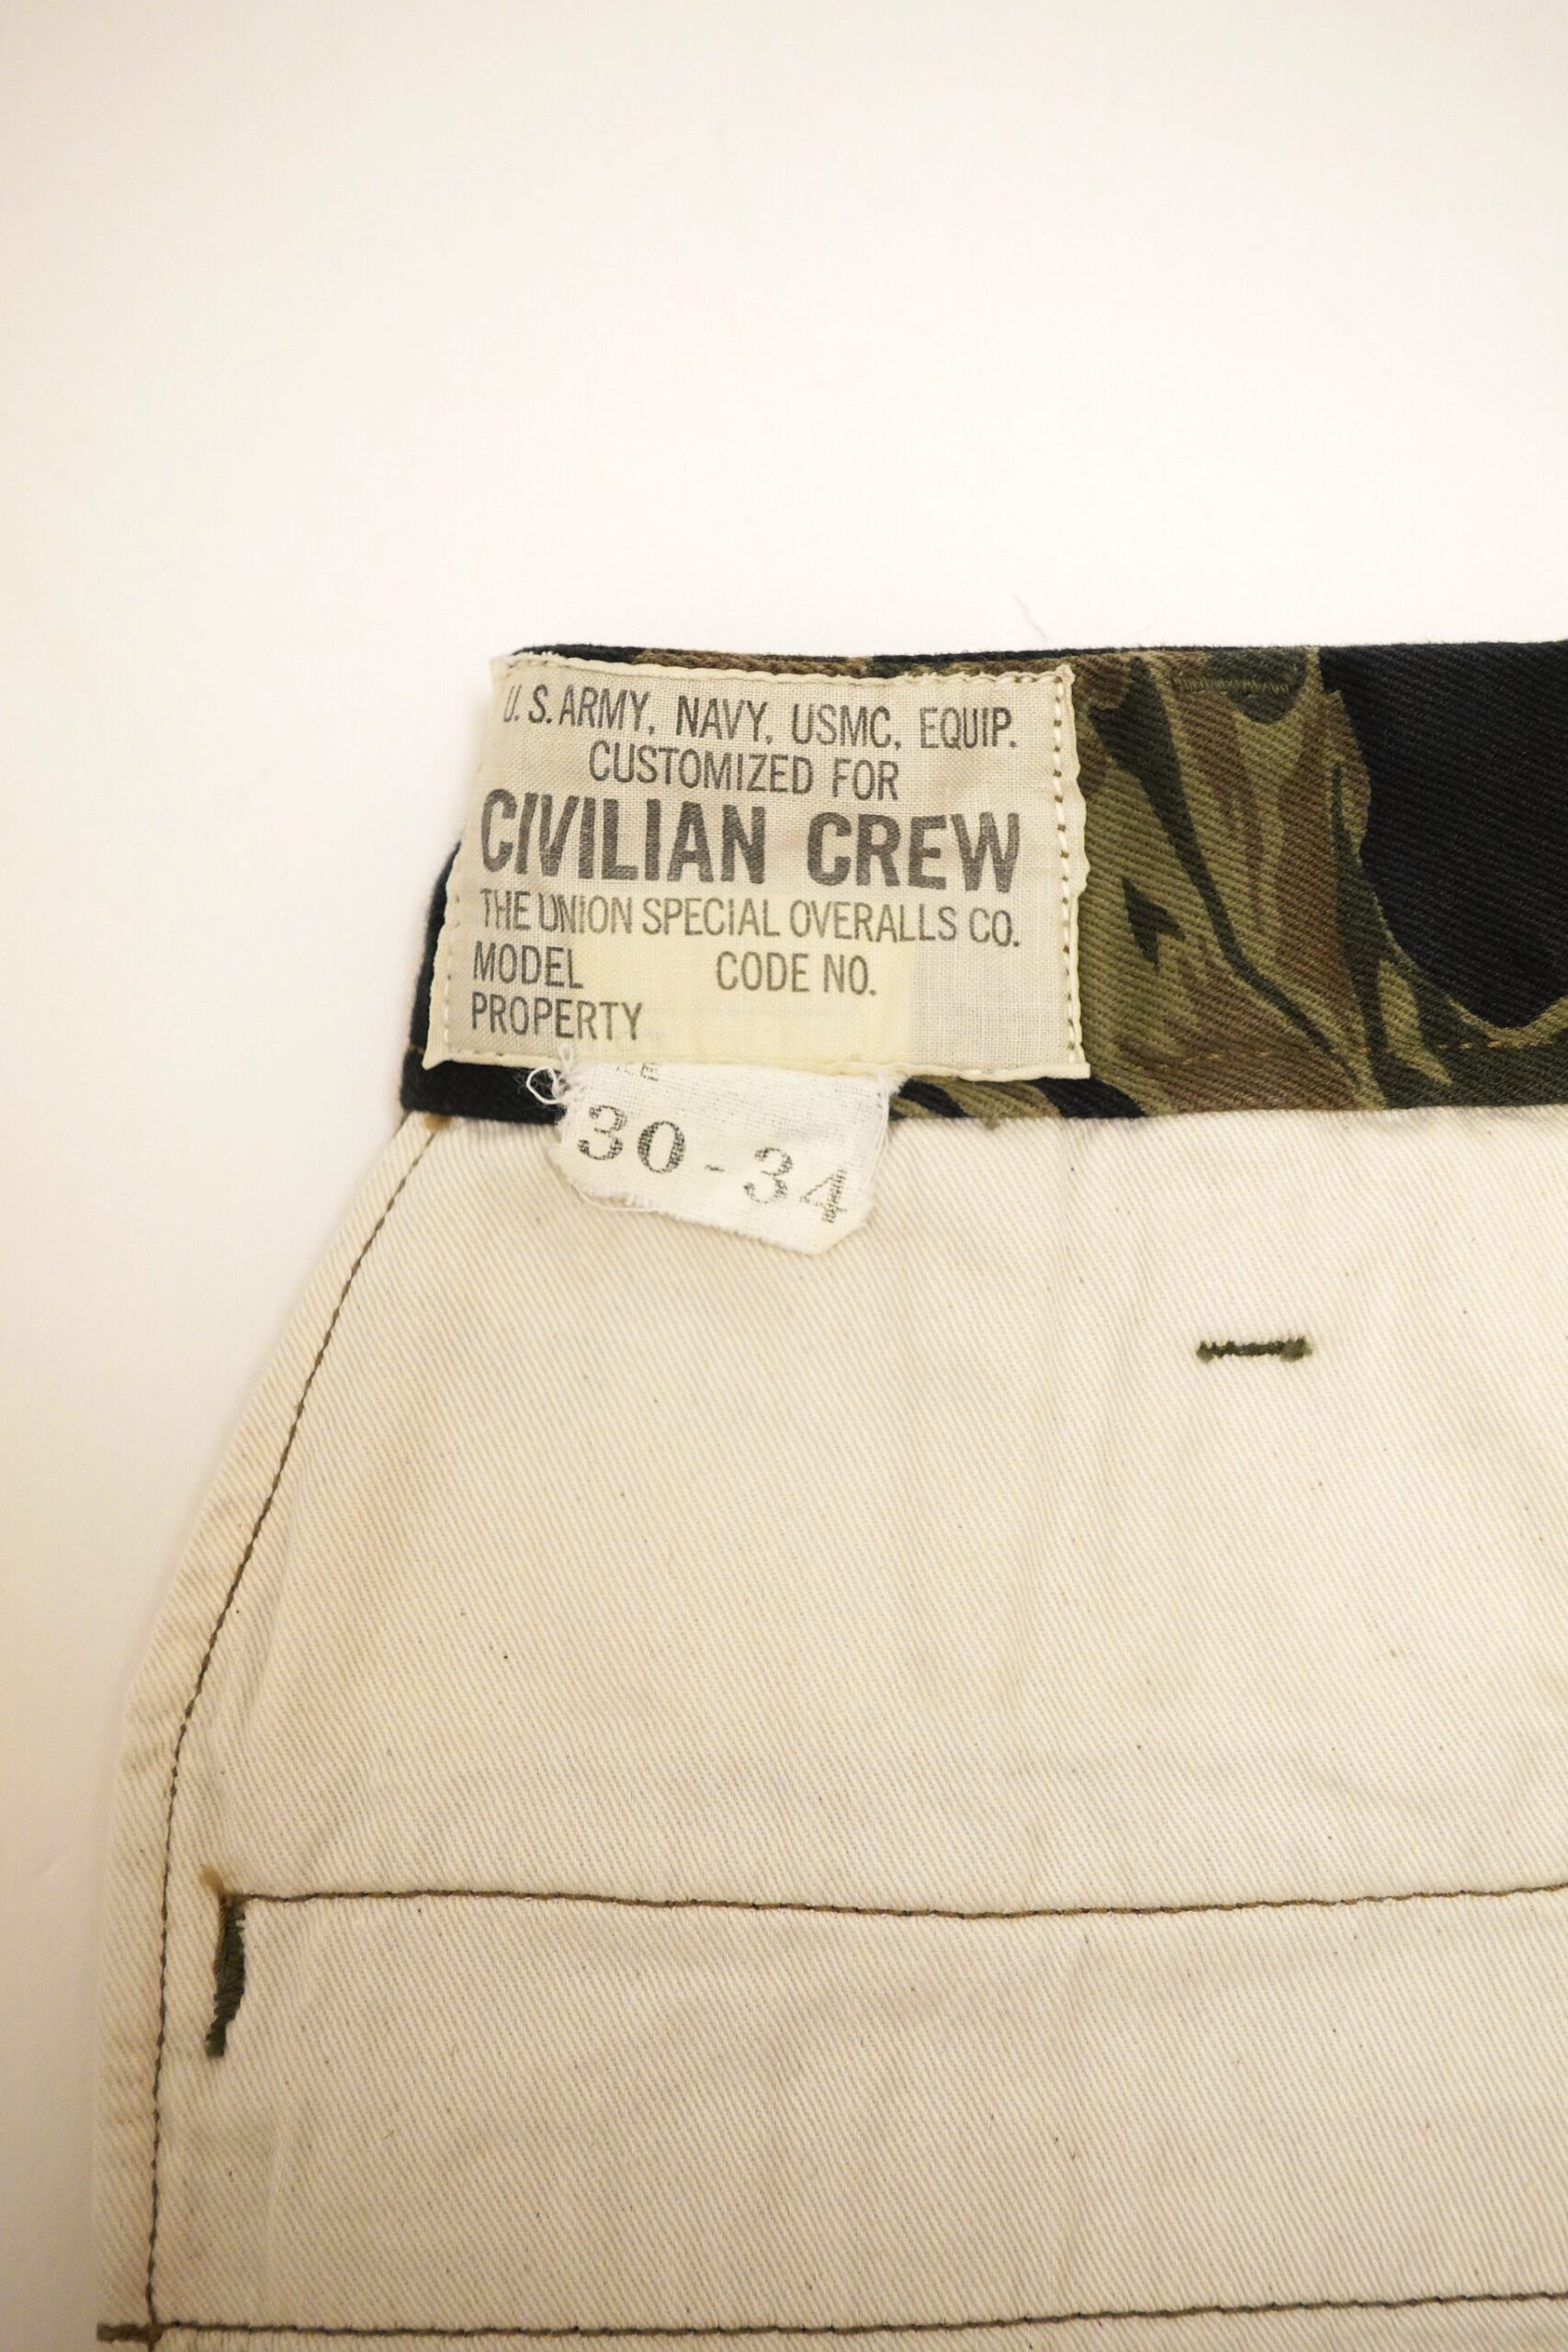 U.S. ARMY, NAVY, USMC, EQUIP.
CUSTOMIZED FOR
CIVILIAN CREW
THE UNION SPECIAL OVERALLS CO.
MODEL CODE NO.
PROPERTY
30-34